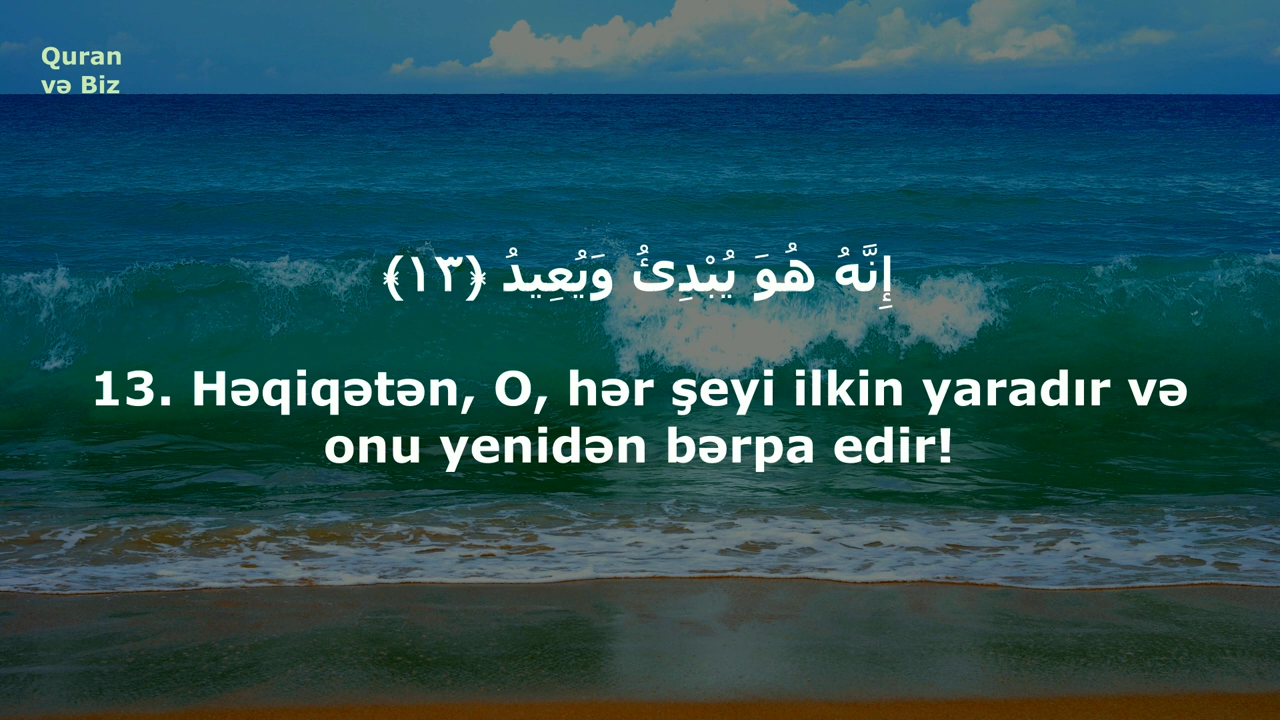 Quran
və Biz
إِنَّهُ هُوَ يُبْدِئُ وَيُعِيدُ ﴿١٣﴾
13. Həqiqətən, O, hər şeyi ilkin yaradır və
onu yenidən bərpa edir!